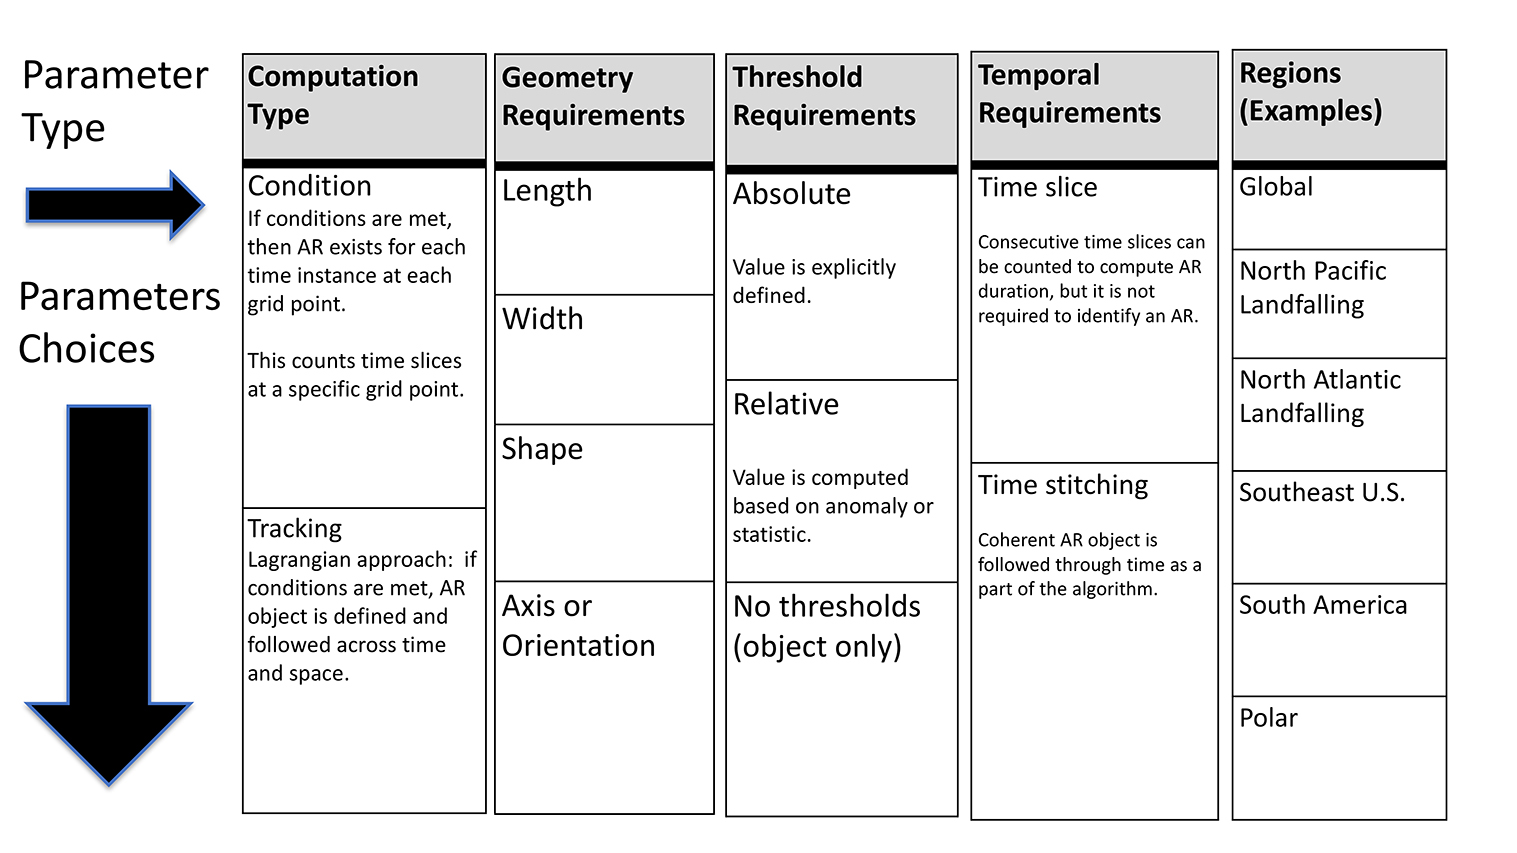 Parameter
Type
Parameters
Choices
Computation
Type
Condition
If conditions are met,
then AR exists for each
time instance at each
grid point.
This counts time slices
at a specific grid point.
Tracking
Lagrangian approach:  if
conditions are met, AR
object is defined and
followed across time
and space.
Geometry
Requirements
Length
Width
Shape
Axis or
Orientation
Threshold
Requirements
Absolute
Value is explicitly
defined.
Relative
Value is computed
based on anomaly or
statistic.
No thresholds
(object only)
Temporal
Requirements
Time slice
Consecutive time slices can
be counted to compute AR
duration, but it is not
required to identify an AR.
Time stitching
Coherent AR object is
followed through time as a
part of the algorithm.
Regions
(Examples)
Global
North Pacific
Landfalling
North Atlantic
Landfalling
Southeast U.S.
South America
Polar